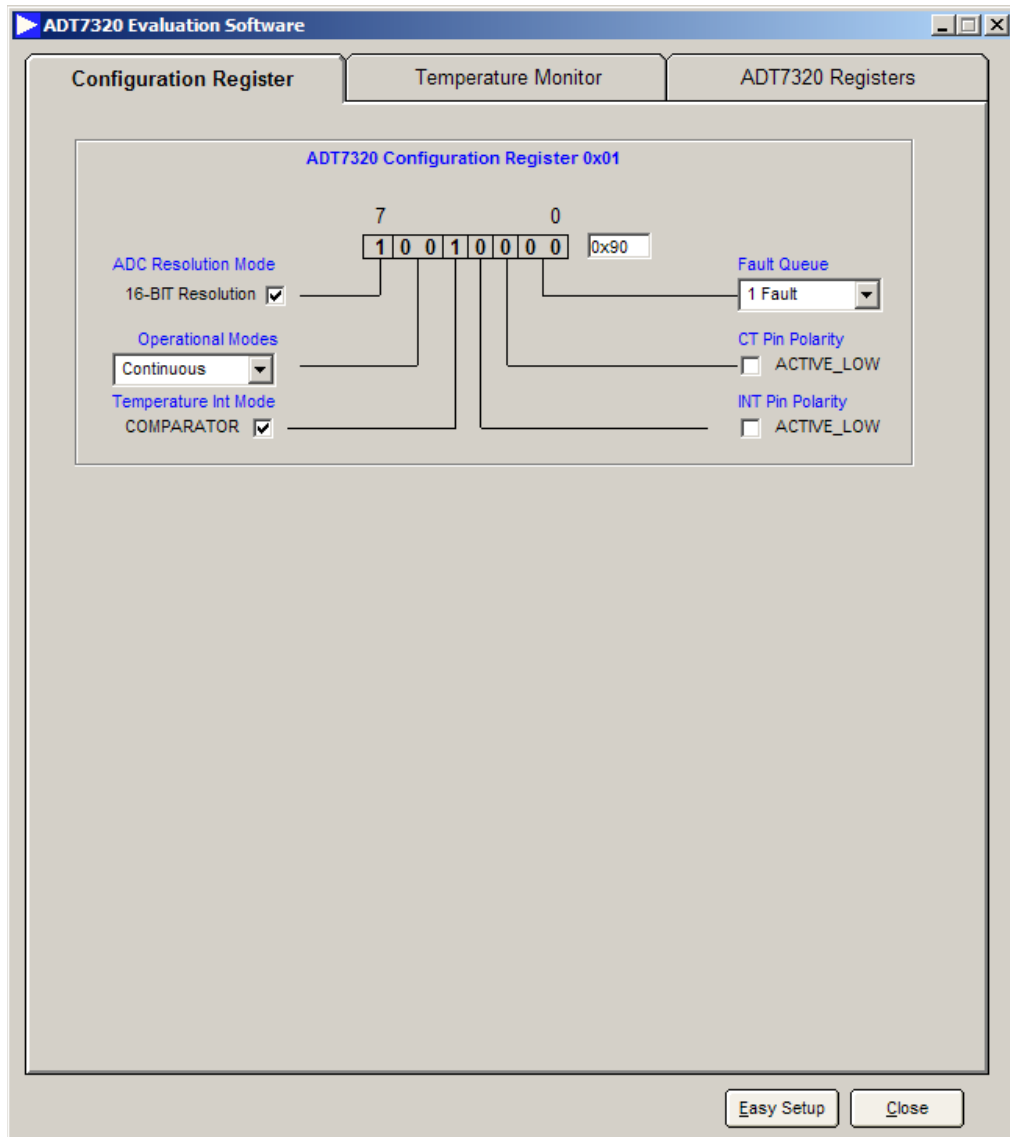 ADT7320 Evaluation Software
Configuration Register Temperature Monitor ADT7320 Registers
ADT7320 Configuration Register 0x01
7 0
1 0 0 1 0 0 0 0 0x90
ADC Resolution Mode Fault Queue
16-BIT Resolution 1 Fault
Operational Modes CT Pin Polarity
Continuous ACTIVE_LOW
Temperature Int Mode INT Pin Polarity
COMPARATOR ACTIVE_LOW
Easy Setup Close